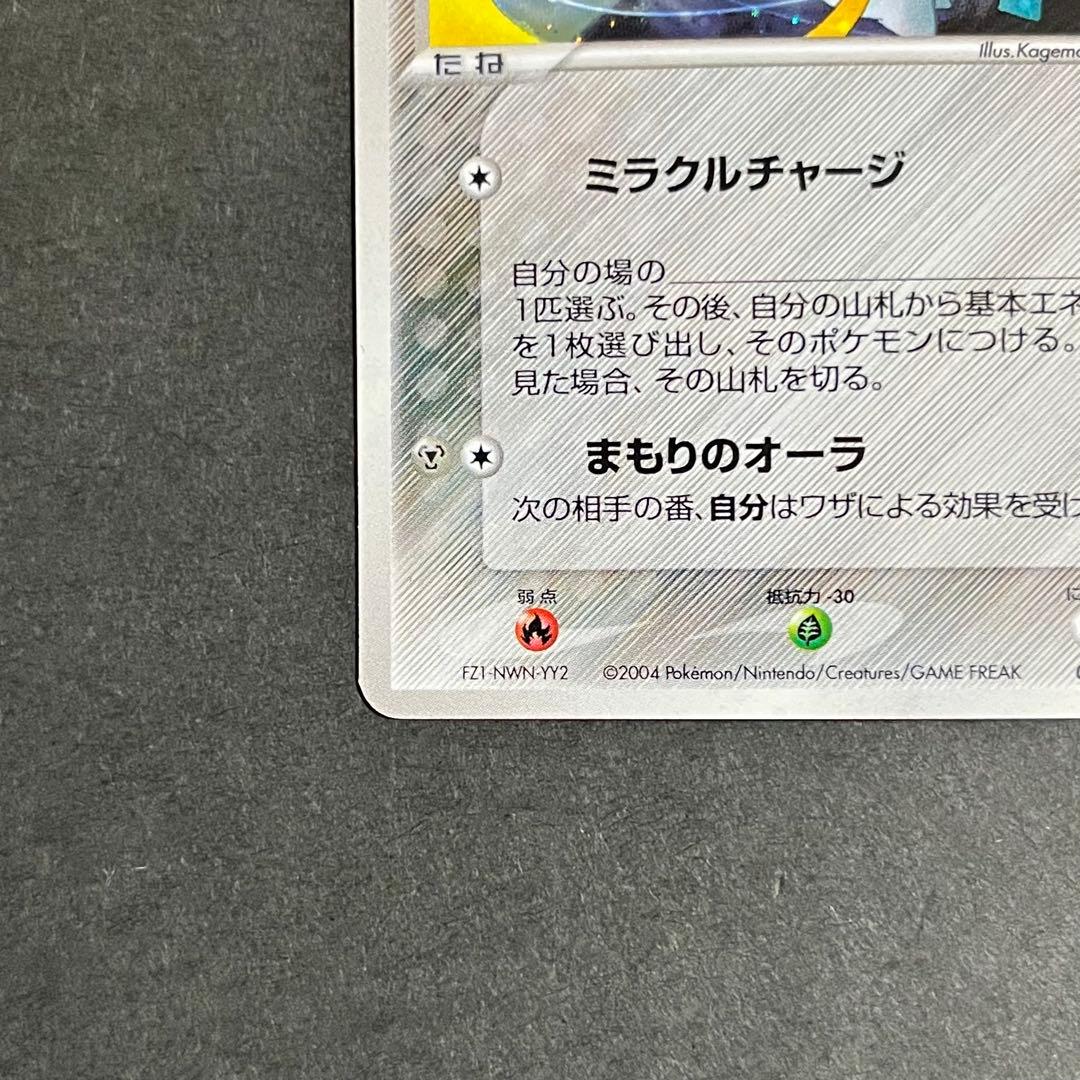 たね
Illus.Kagem
ミラクルチャージ
自分の場の
1匹選ぶ。その後、自分の山札から基本エネ
を1枚選び出し、そのポケモンにつける。
見た場合、その山札を切る。
まもりのオーラ
次の相手の番、自分はワザによる効果を受け
弱点 抵抗力 -30 に
FZ1-NWN-YY2 ©2004 Pokémon/Nintendo/Creatures/GAME FREAK